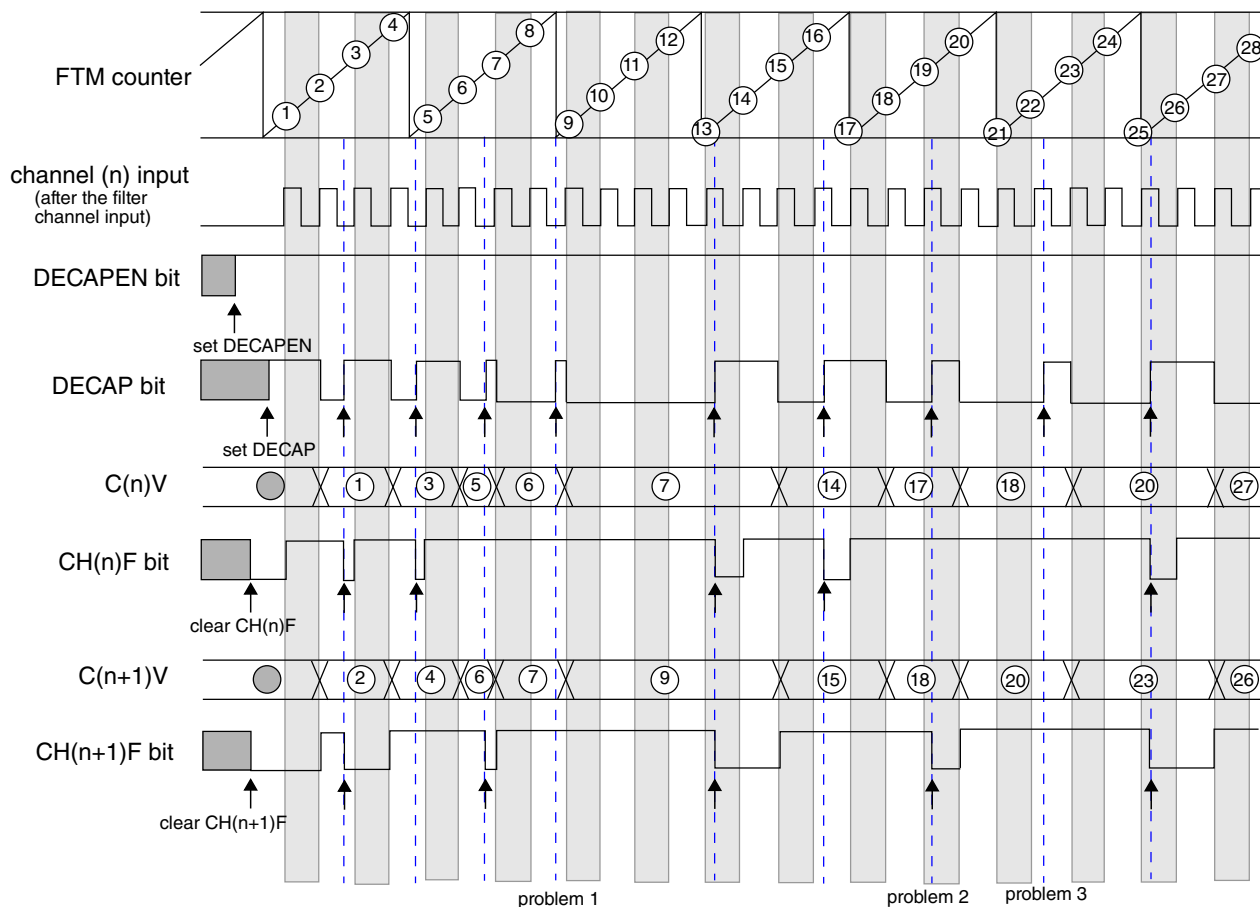 4 8 12 16 20 24 28
3 7 11 15 19 23 27
2 6 10 14 18 22 26
1 5 9 13 17 21 25
FTM counter
channel (n) input
(after the filter
channel input)
DECAPEN bit
set DECAPEN
DECAP bit
set DECAP
C(n)V
1 3 5 6 7 14 17 18 20 27
CH(n)F bit
clear CH(n)F
C(n+1)V
2 4 6 7 9 15 18 20 23 26
CH(n+1)F bit
clear CH(n+1)F
problem 1 problem 2 problem 3